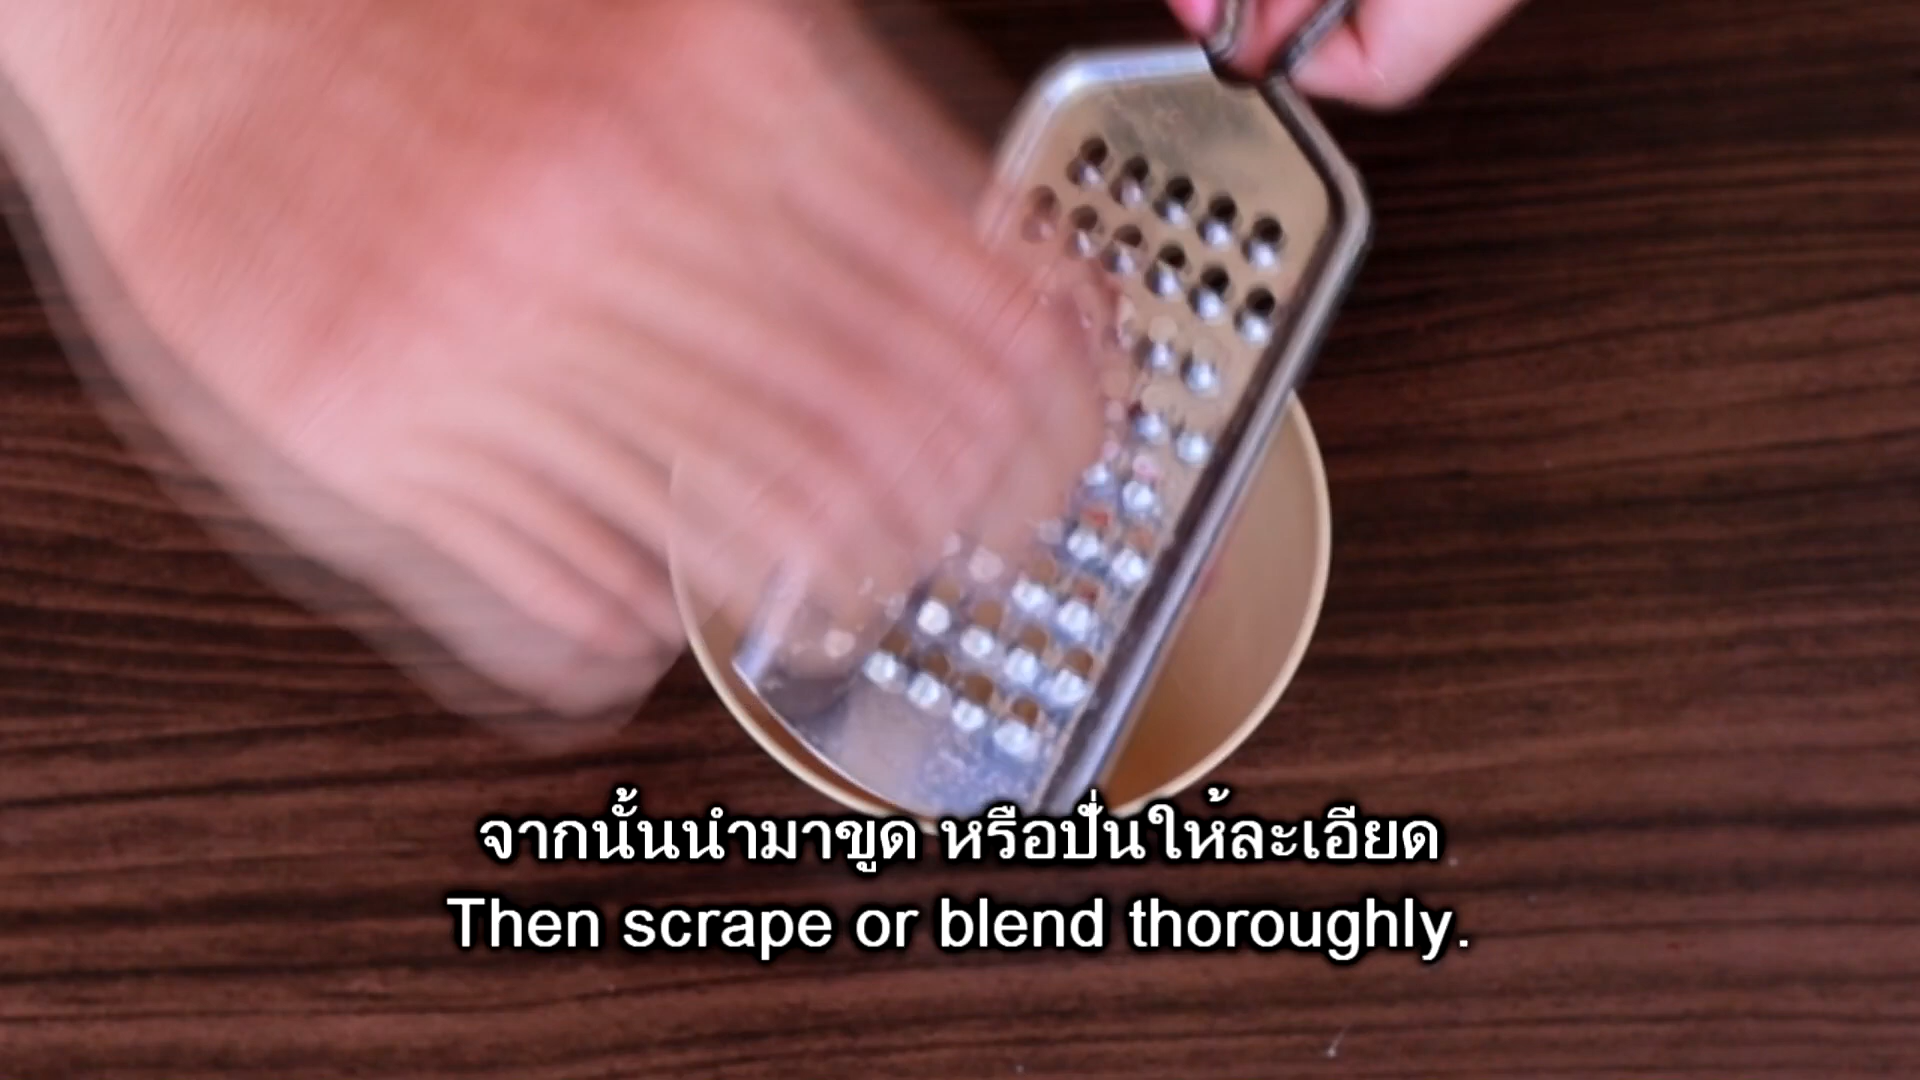 จากนั้นนำมาขูด หรือปั่นให้ละเอียด
Then scrape or blend thoroughly.